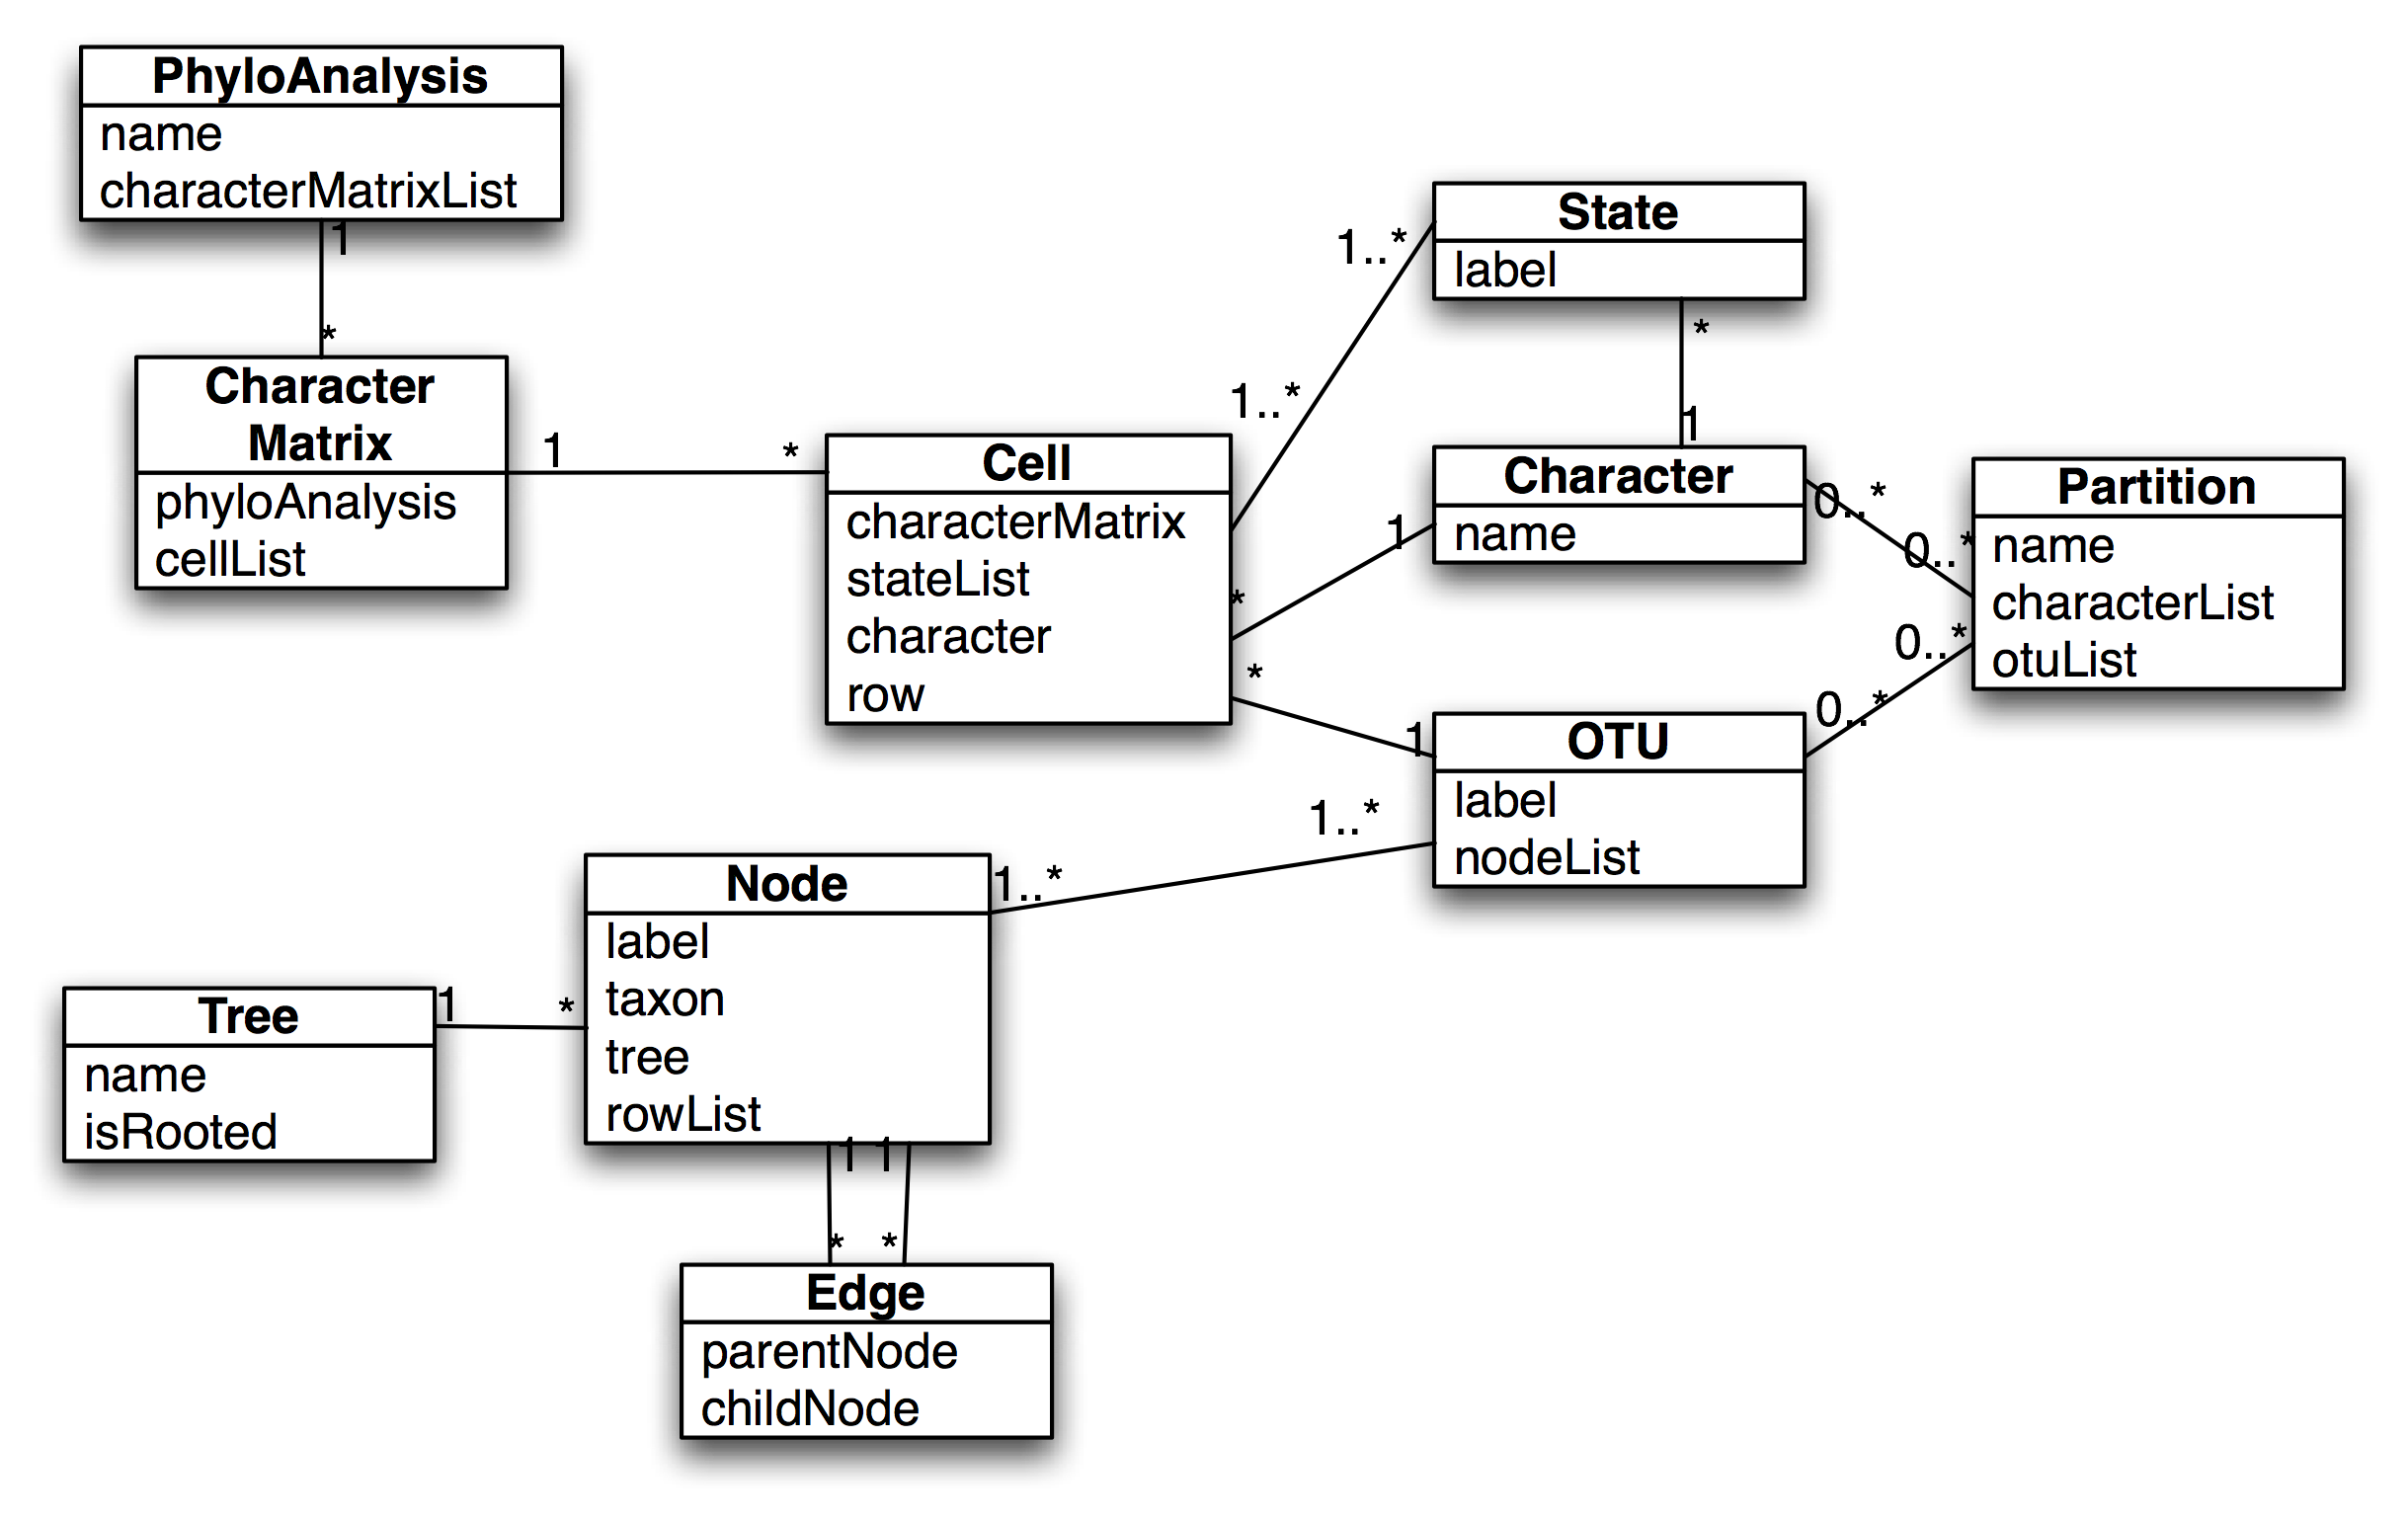 PhyloAnalysis
name
characterMatrixList
1
*
Character
Matrix
phyloAnalysis
cellList
1
*
Cell
characterMatrix
stateList
character
row
1..*
1..*
State
label
*
1
Character
name
1
*
0..*
0..*
Partition
name
characterList
otuList
0..*
0..*
*
1
OTU
label
nodeList
1..*
1..*
Node
label
taxon
tree
rowList
Tree
name
isRooted
1
*
1 1
* *
Edge
parentNode
childNode